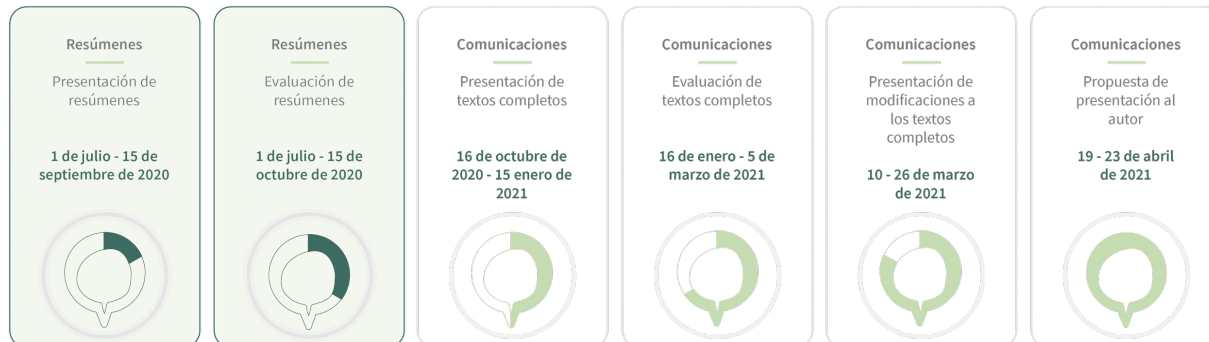 Resúmenes
Presentación de
resúmenes
1 de julio - 15 de
septiembre de 2020
Resúmenes
Evaluación de
resúmenes
1 de julio - 15 de
octubre de 2020
Comunicaciones
Presentación de
textos completos
16 de octubre de
2020 - 15 enero de
2021
Comunicaciones
Evaluación de
textos completos
16 de enero - 5 de
marzo de 2021
Comunicaciones
Presentación de
modificaciones a
los textos
completos
10 - 26 de marzo
de 2021
Comunicaciones
Propuesta de
presentación al
autor
19 - 23 de abril
de 2021